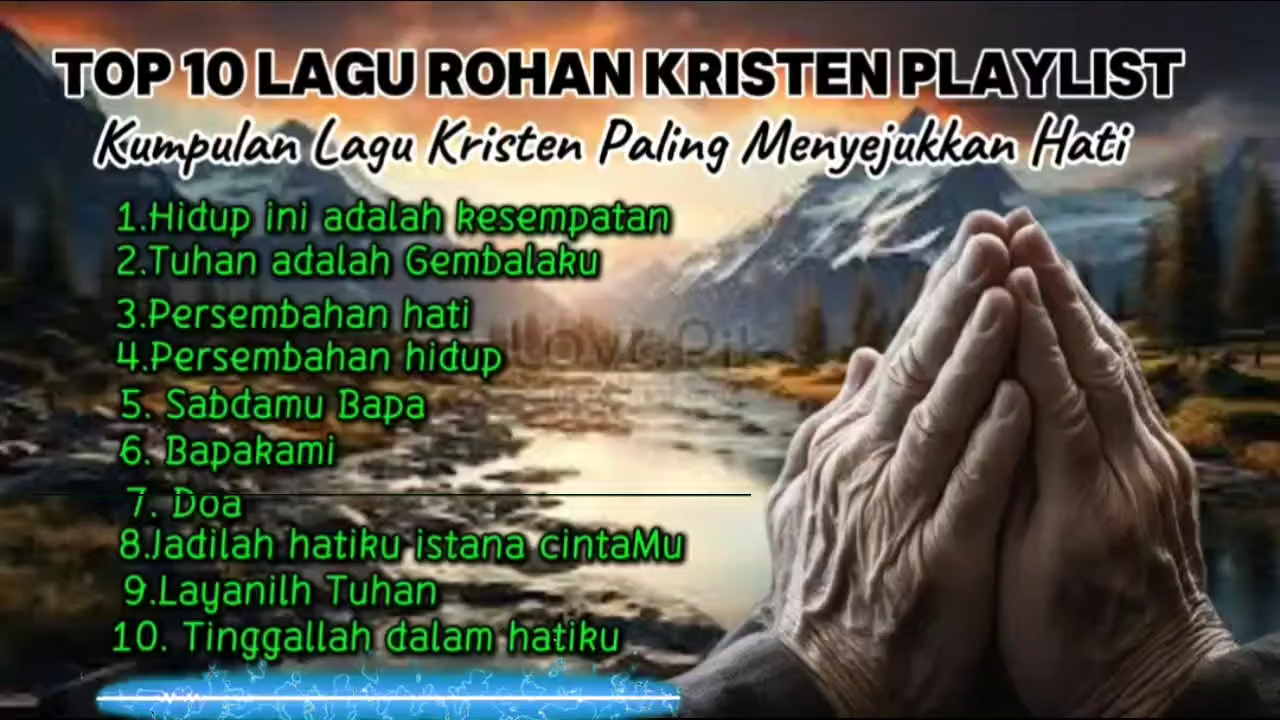 TOP 10 LAGU ROHAN KRISTEN PLAYLIST
Kumpulan Lagu Kristen Paling Menyejukkan Hati
1.Hidup ini adalah kesempatan
2.Tuhan adalah Gembalaku
3.Persembahan hati
4.Persembahan hidup
5. Sabdamu Bapa
6. Bapakami
7. Doa
8.Jadilah hatiku istana cintaMu
9.Layanilh Tuhan
10. Tinggallah dalam hatiku